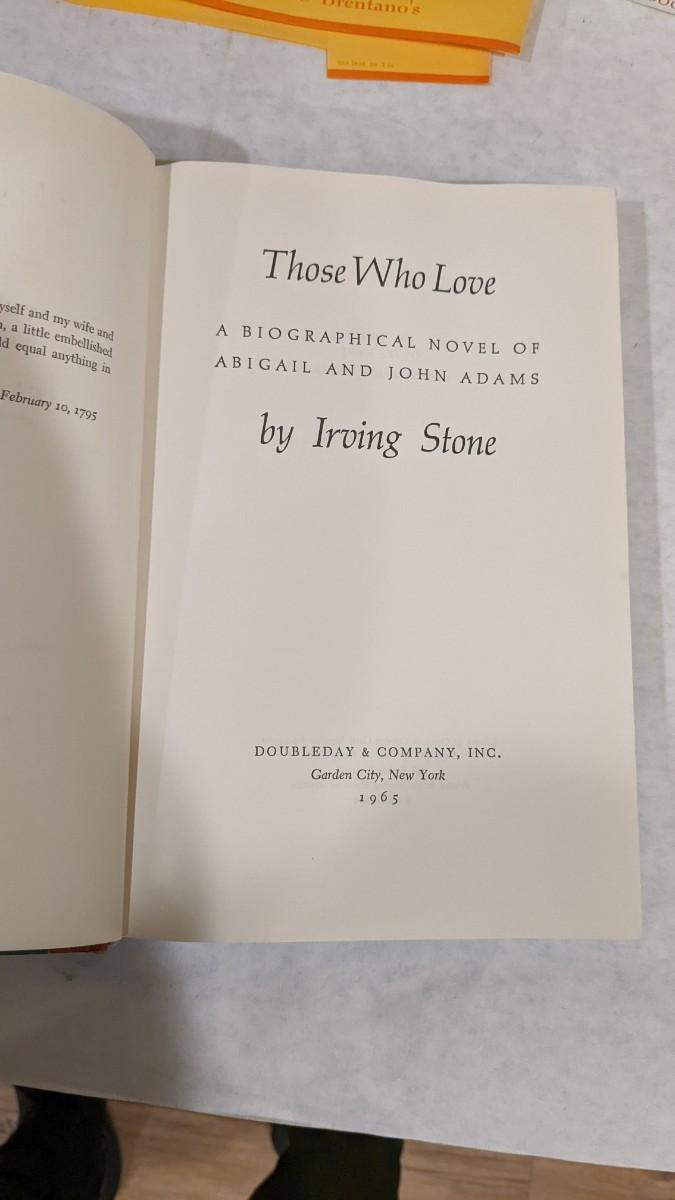 Brentano's
yself and my wife and
, a little embellished
ld equal anything in
February 10, 1795
Those Who Love
A BIOGRAPHICAL NOVEL OF
ABIGAIL AND JOHN ADAMS
by Irving Stone
DOUBLEDAY & COMPANY, INC.
Garden City, New York
1965